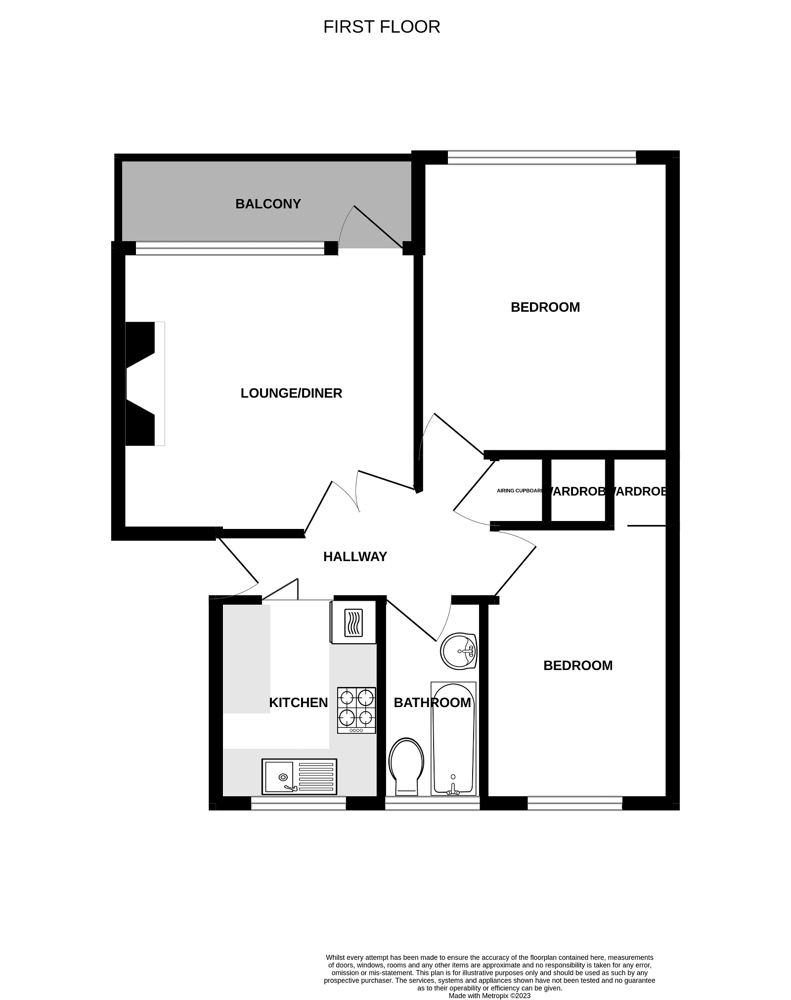 FIRST FLOOR
BALCONY
BEDROOM
LOUNGE/DINER
AIRING CUPBOARD
WARDROBE
WARDROBE
HALLWAY
BEDROOM
KITCHEN
BATHROOM
Whilst every attempt has been made to ensure the accuracy of the floorplan contained here, measurements
of doors, windows, rooms and any other items are approximate and no responsibility is taken for any error,
omission or mis-statement. This plan is for illustrative purposes only and should be used as such by any
prospective purchaser. The services, systems and appliances shown have not been tested and no guarantee
as to their operability or efficiency can be given.
Made with Metropix ©2023